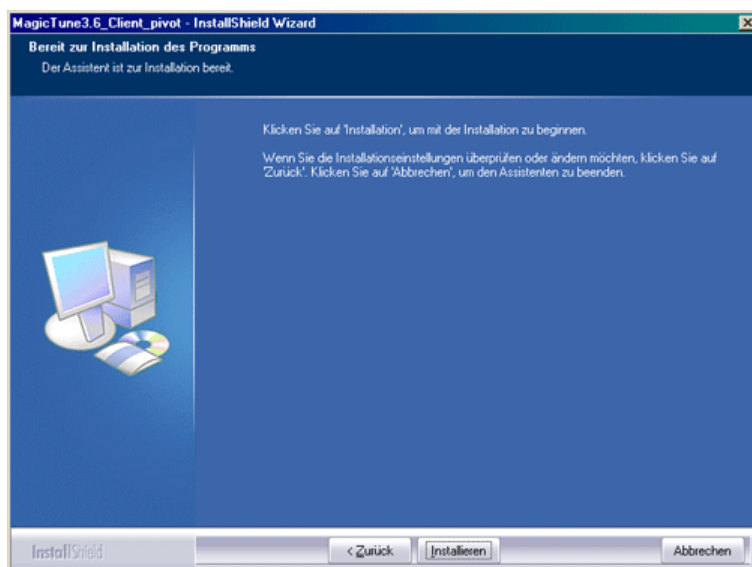 MagicTune3.6_Client_pivot - InstallShield Wizard
Bereit zur Installation des Programms
Der Assistent ist zur Installation bereit.
Klicken Sie auf 'Installation', um mit der Installation zu beginnen.
Wenn Sie die Installationseinstellungen überprüfen oder ändern möchten, klicken Sie auf
'Zurück'. Klicken Sie auf 'Abbrechen', um den Assistenten zu beenden.
InstallShield
< Zurück
Installieren
Abbrechen